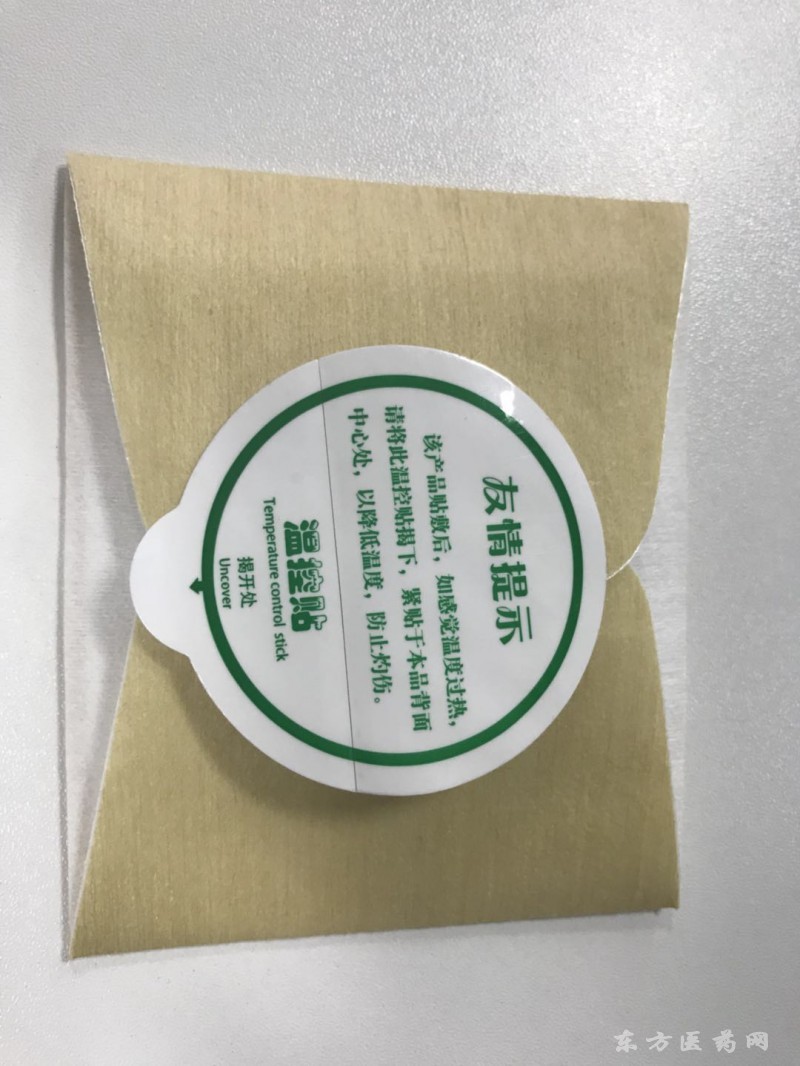 友情提示
该产品贴敷后，如感觉温度过热，
请将此温控贴揭下，紧贴于本品背面
中心处，以降低温度，防止灼伤。
温控贴
Temperature control stick
揭开处
Uncover
东方医药网